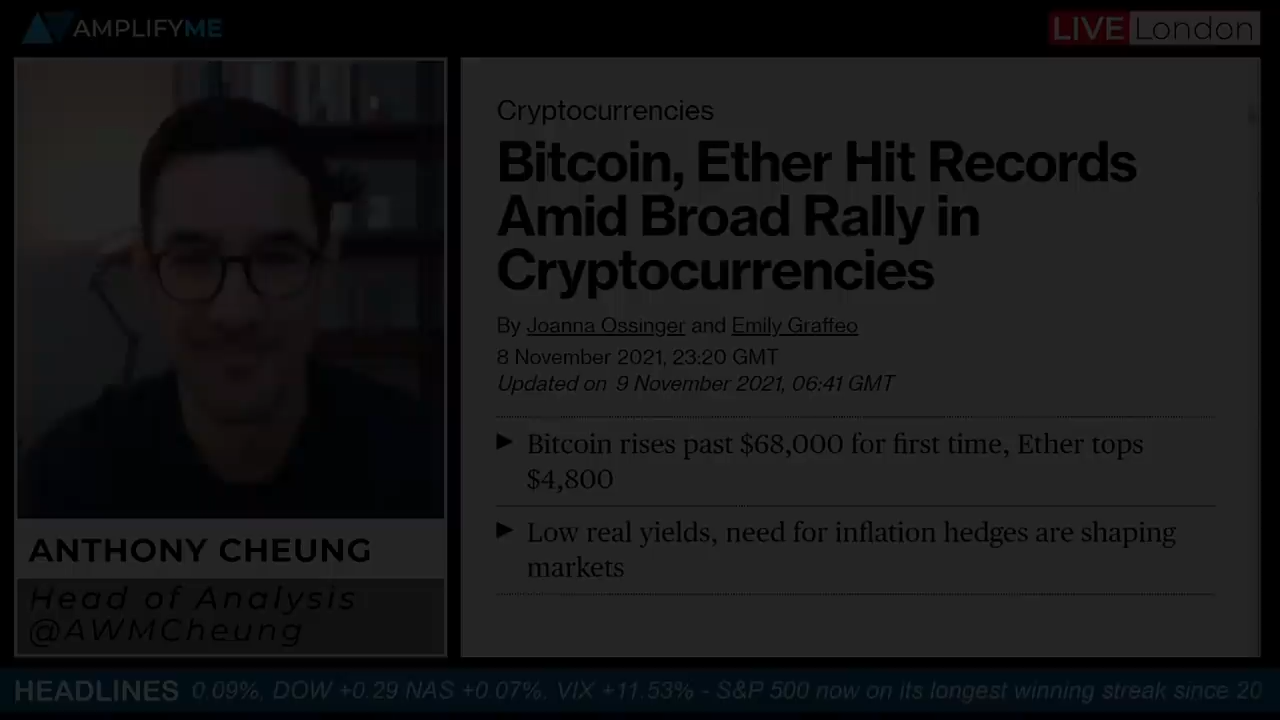 AMPLIFYME
LIVE London
Cryptocurrencies
Bitcoin, Ether Hit Records
Amid Broad Rally in
Cryptocurrencies
By Joanna Ossinger and Emily Graffeo
8 November 2021, 23:20 GMT
Updated on 9 November 2021, 06:41 GMT
Bitcoin rises past $68,000 for first time, Ether tops
$4,800
Low real yields, need for inflation hedges are shaping
markets
ANTHONY CHEUNG
Head of Analysis
@AWMCheung
HEADLINES 0.09%, DOW +0.29 NAS +0.07%. VIX +11.53% - S&P 500 now on its longest winning streak since 20